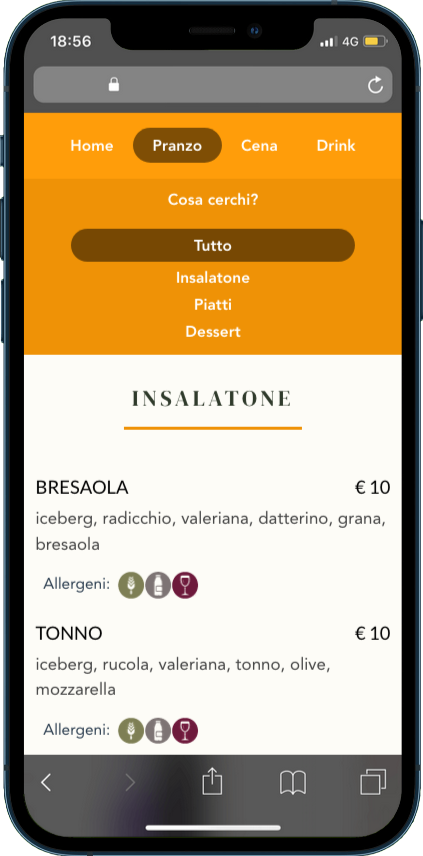 18:56
4G
Home Pranzo Cena Drink
Cosa cerchi?
Tutto
Insalatone
Piatti
Dessert
INSALATONE
BRESAOLA € 10
iceberg, radicchio, valeriana, datterino, grana,
bresaola
Allergeni:
TONNO € 10
iceberg, rucola, valeriana, tonno, olive,
mozzarella
Allergeni: